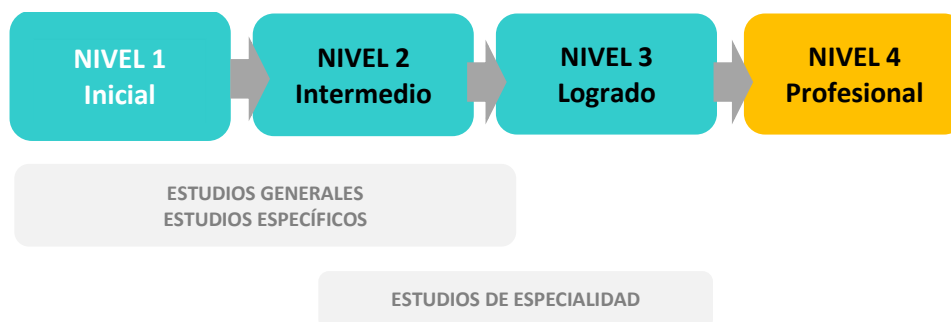 NIVEL 1
Inicial
NIVEL 2
Intermedio
NIVEL 3
Logrado
NIVEL 4
Profesional
ESTUDIOS GENERALES
ESTUDIOS ESPECÍFICOS
ESTUDIOS DE ESPECIALIDAD